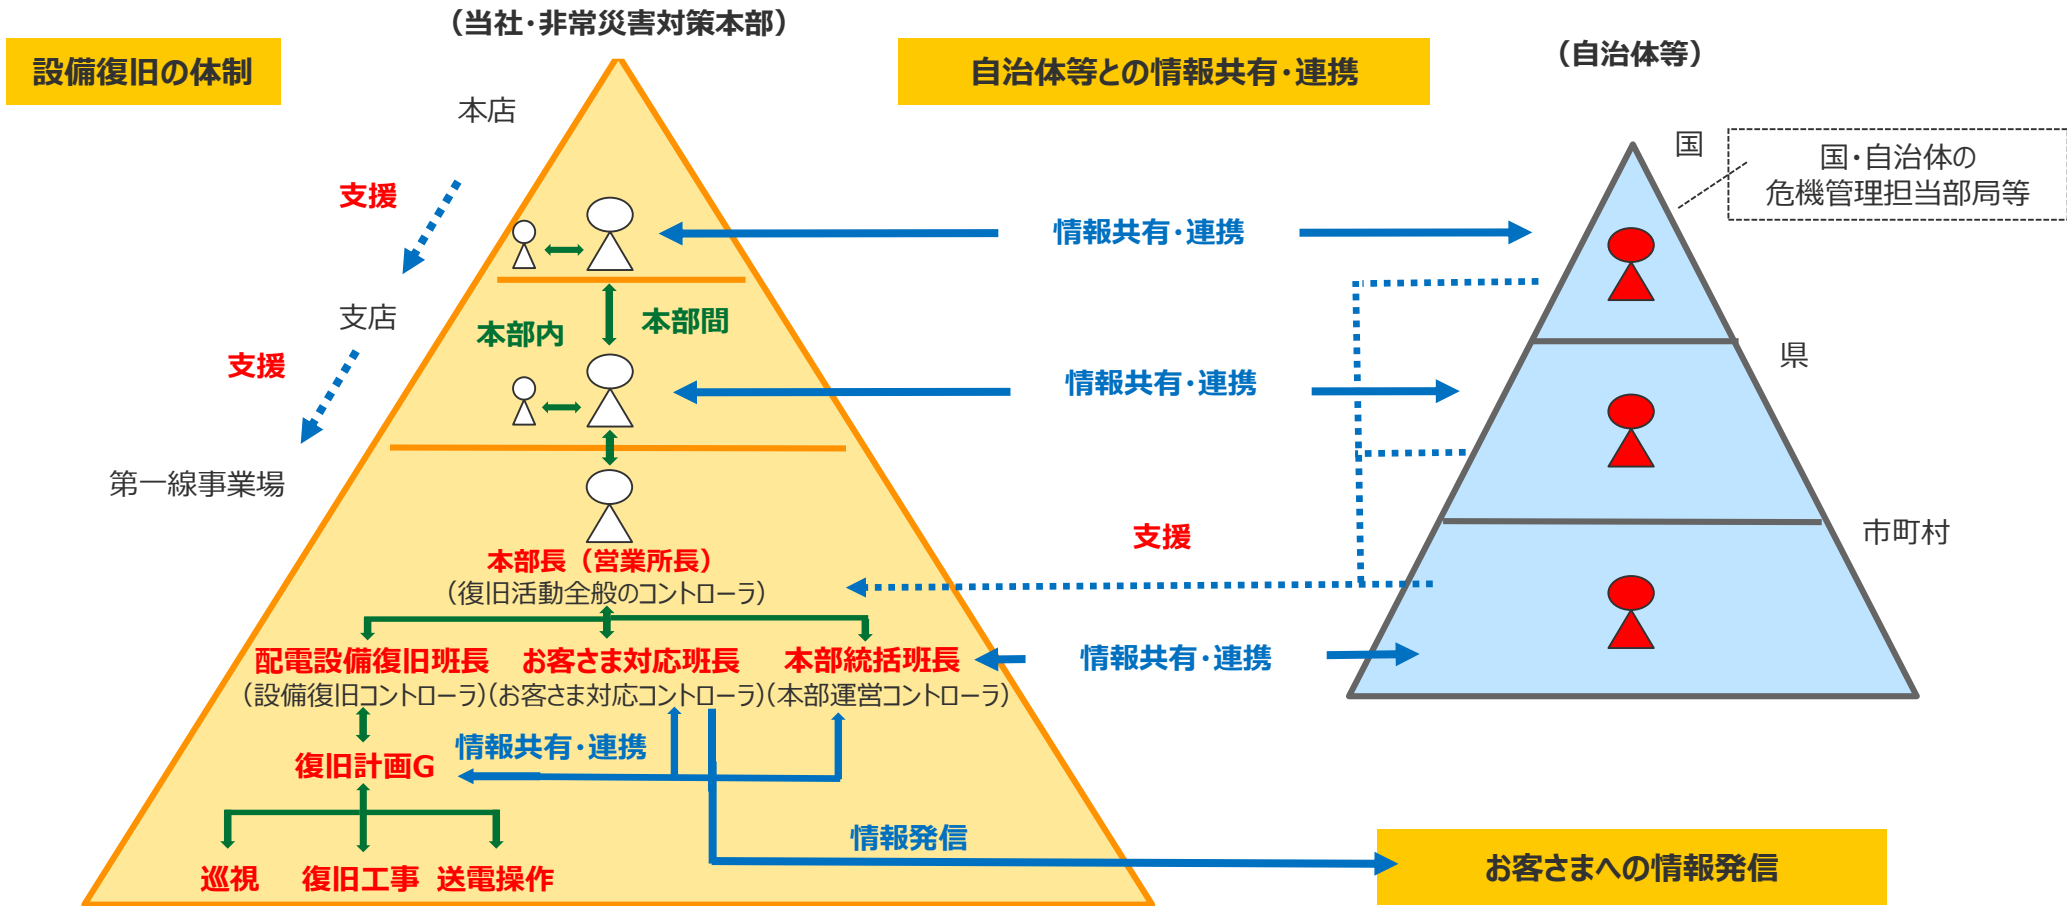 （当社・非常災害対策本部）
設備復旧の体制
自治体等との情報共有・連携
（自治体等）
本店
国
国・自治体の
危機管理担当部局等
支援
情報共有・連携
支店
本部内
本部間
県
支援
情報共有・連携
第一線事業場
支援
市町村
本部長（営業所長）
（復旧活動全般のコントローラ）
配電設備復旧班長
お客さま対応班長
本部統括班長
情報共有・連携
（設備復旧コントローラ）
（お客さま対応コントローラ）
（本部運営コントローラ）
情報共有・連携
復旧計画G
情報発信
お客さまへの情報発信
巡視
復旧工事
送電操作